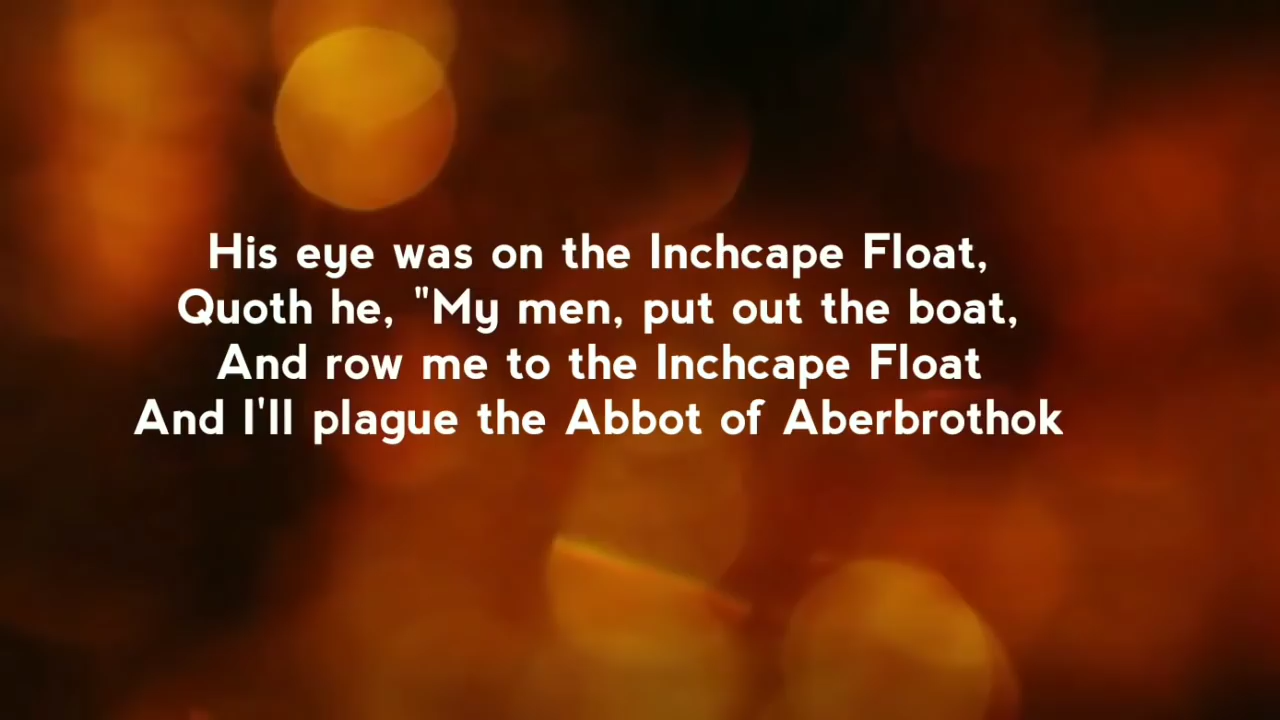 His eye was on the Inchcape Float,
Quoth he, "My men, put out the boat,
And row me to the Inchcape Float
And I'll plague the Abbot of Aberbrothok